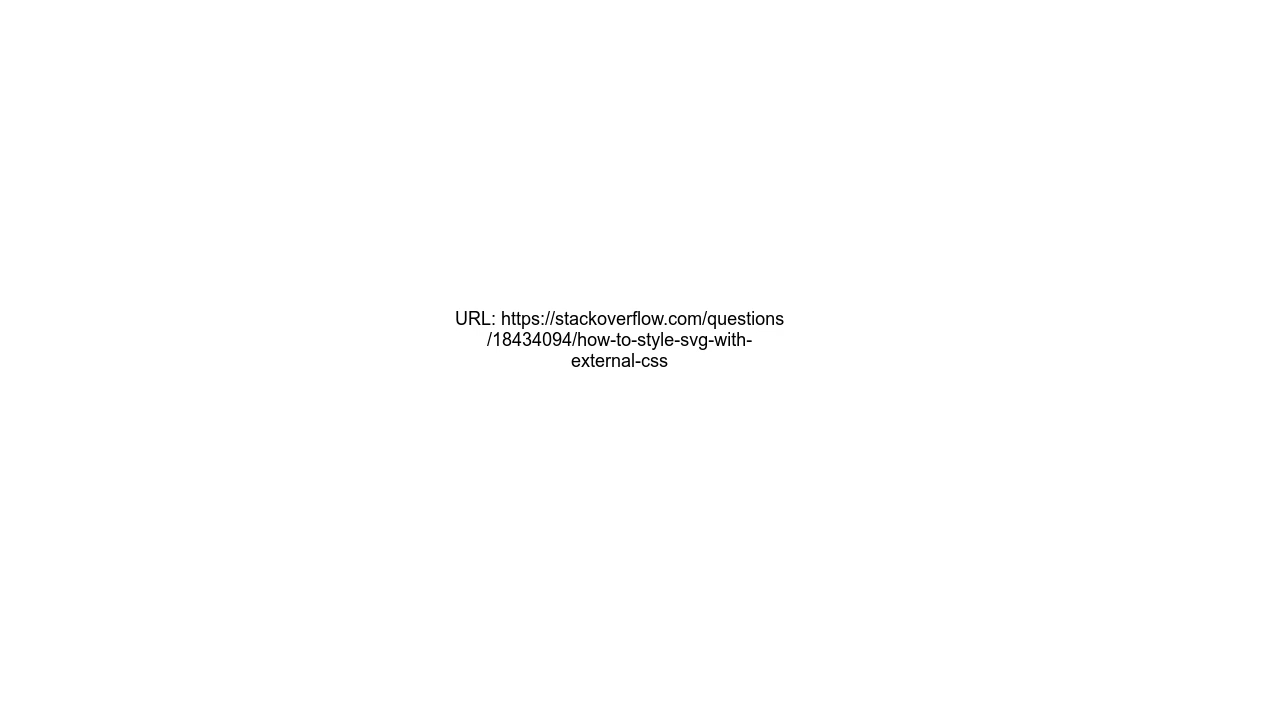 URL: https://stackoverflow.com/questions
/18434094/how-to-style-svg-with-
external-css